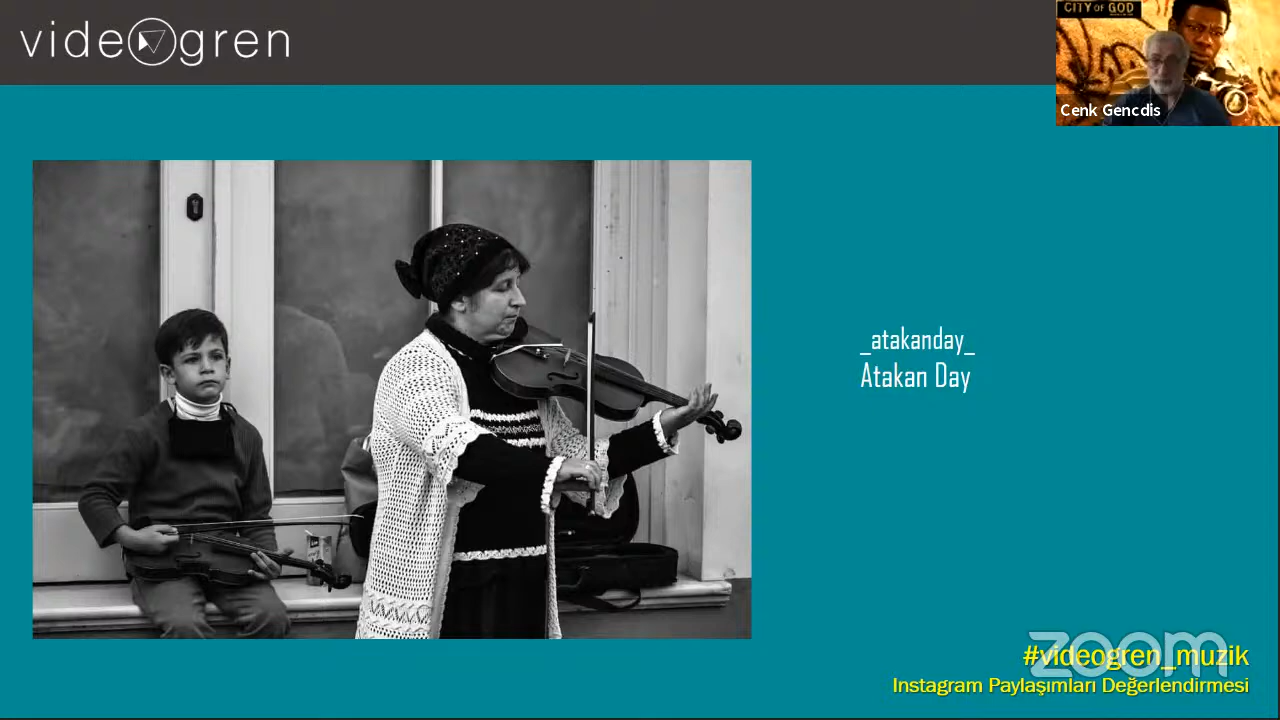 videogren
CITY OF GOD
Cenk Gencdis
_atakanday_
Atakan Day
zoom
#videogren_muzik
Instagram Paylaşımları Değerlendirmesi